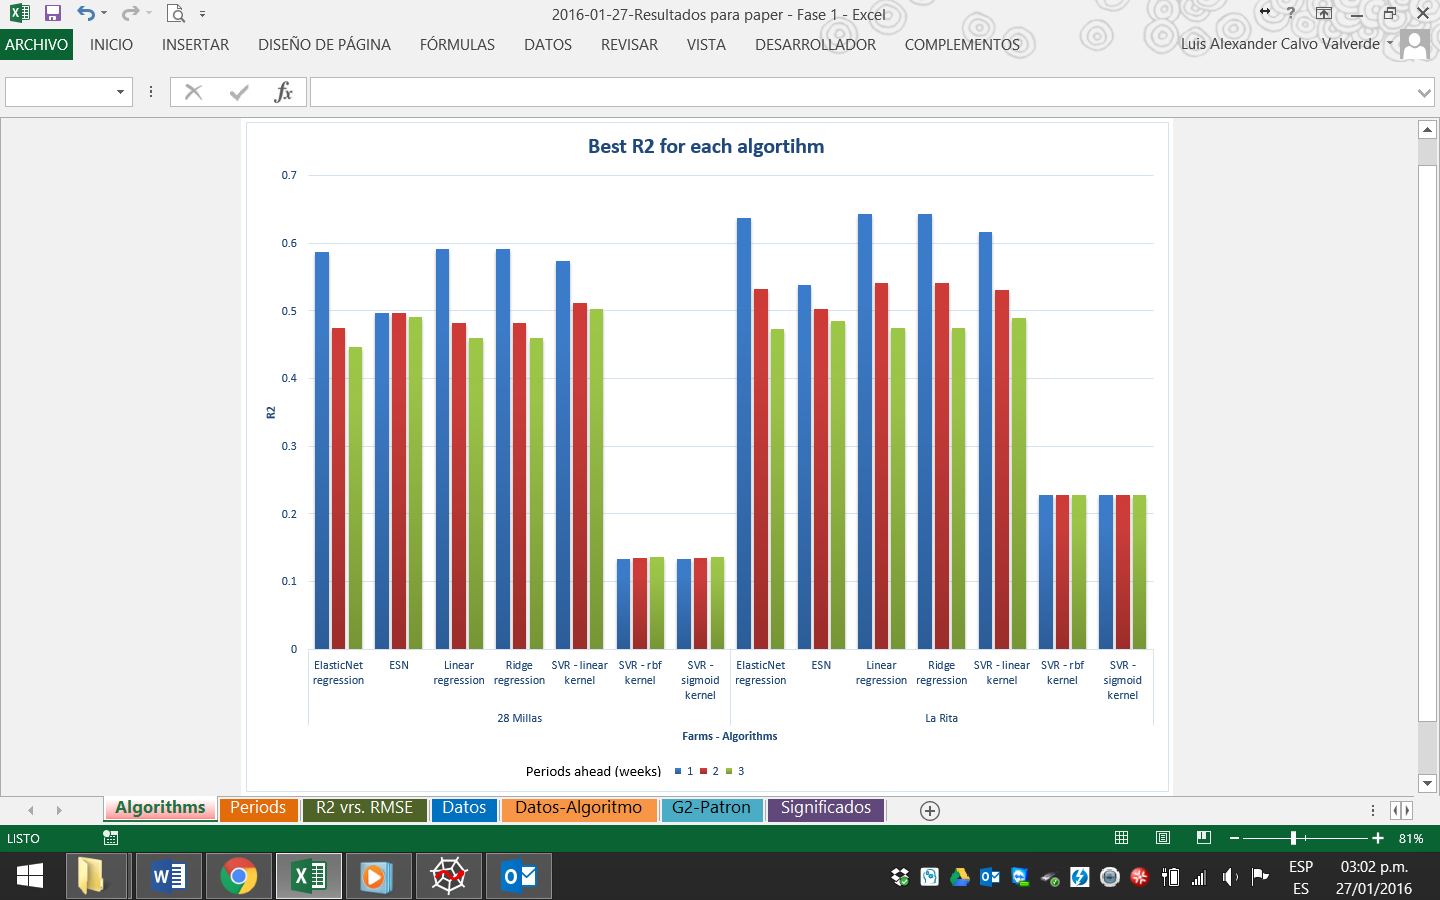 2016-01-27-Resultados para paper - Fase 1 - Excel
ARCHIVO INICIO INSERTAR DISEÑO DE PÁGINA FÓRMULAS DATOS REVISAR VISTA DESARROLLADOR COMPLEMENTOS Luis Alexander Calvo Valverde
fx
Best R2 for each algortihm
0.7
0.6
0.5
0.4
R2
0.3
0.2
0.1
0
ElasticNet ESN Linear Ridge SVR - linear SVR - rbf SVR - ElasticNet ESN Linear Ridge SVR - linear SVR - rbf SVR -
regression regression regression kernel kernel sigmoid regression regression regression kernel kernel sigmoid
kernel kernel
28 Millas La Rita
Farms - Algorithms
Periods ahead (weeks) 1 2 3
Algorithms Periods R2 vrs. RMSE Datos Datos-Algoritmo G2-Patron Significados
LISTO 81%
ESP 03:02 p.m.
ES 27/01/2016